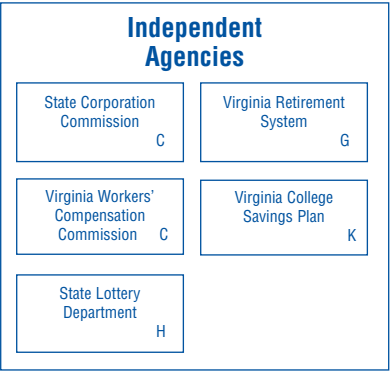 Independent
Agencies
State Corporation
Commission
C
Virginia Retirement
System
G
Virginia Workers'
Compensation
Commission C
Virginia College
Savings Plan
K
State Lottery
Department
H